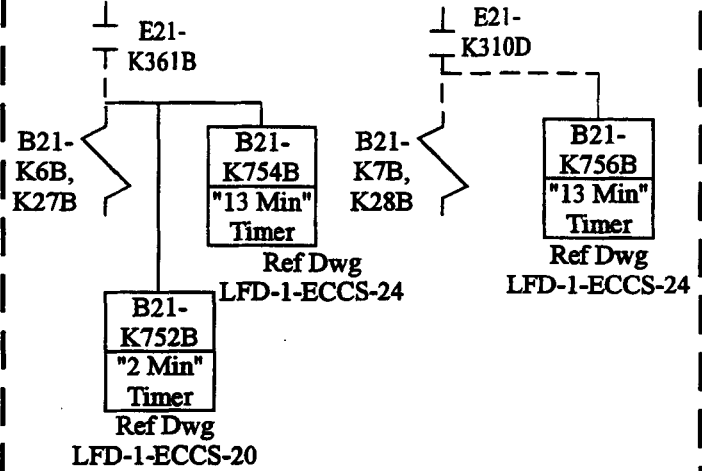 E21-
K361B
E21-
K310D
B21-
K6B,
K27B
B21-
K754B
"13 Min"
Timer
Ref Dwg
LFD-1-ECCS-24
B21-
K7B,
K28B
B21-
K756B
"13 Min"
Timer
Ref Dwg
LFD-1-ECCS-24
B21-
K752B
"2 Min"
Timer
Ref Dwg
LFD-1-ECCS-20